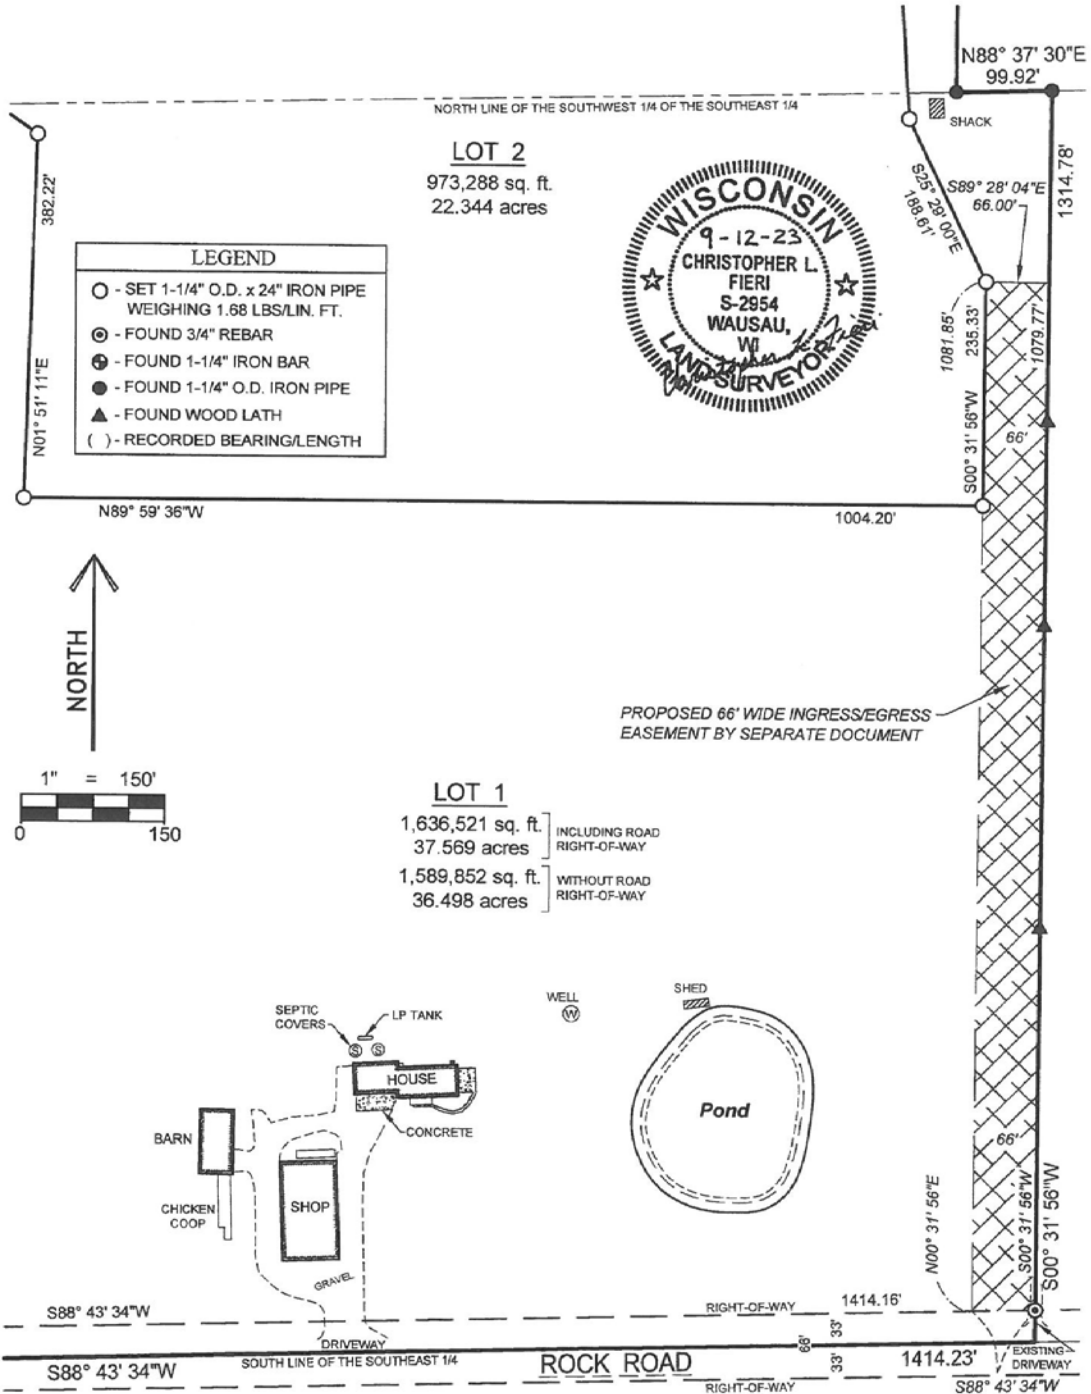 N88° 37' 30"E
99.92'
NORTH LINE OF THE SOUTHWEST 1/4 OF THE SOUTHEAST 1/4
SHACK
LOT 2
973,288 sq. ft.
22.344 acres
382.22'
N01° 51' 11"E
S25° 29' 00"E
188.61'
S89° 28' 04"E
66.00'
1314.78'
WISCONSIN
9-12-23
CHRISTOPHER L.
FIERI
S-2954
WAUSAU,
WI
LAND SURVEYOR
LEGEND
- SET 1-1/4" O.D. x 24" IRON PIPE
WEIGHING 1.68 LBS/LIN. FT.
- FOUND 3/4" REBAR
- FOUND 1-1/4" IRON BAR
- FOUND 1-1/4" O.D. IRON PIPE
- FOUND WOOD LATH
( ) - RECORDED BEARING/LENGTH
1081.85'
235.33'
S00° 31' 56"W
1079.77'
66'
N89° 59' 36"W
1004.20'
NORTH
PROPOSED 66' WIDE INGRESS/EGRESS
EASEMENT BY SEPARATE DOCUMENT
1" = 150'
0 150
LOT 1
1,636,521 sq. ft.
37.569 acres
INCLUDING ROAD
RIGHT-OF-WAY
1,589,852 sq. ft.
36.498 acres
WITHOUT ROAD
RIGHT-OF-WAY
SEPTIC
COVERS
LP TANK
S S
WELL
W
SHED
HOUSE
CONCRETE
Pond
BARN
CHICKEN
COOP
SHOP
GRAVEL
66'
N00° 31' 56"E
S00° 31' 56"W
S00° 31' 56"W
S88° 43' 34"W
RIGHT-OF-WAY
1414.16'
DRIVEWAY
66'
33'
33'
S88° 43' 34"W
SOUTH LINE OF THE SOUTHEAST 1/4
ROCK ROAD
1414.23'
EXISTING
DRIVEWAY
RIGHT-OF-WAY
S88° 43' 34"W